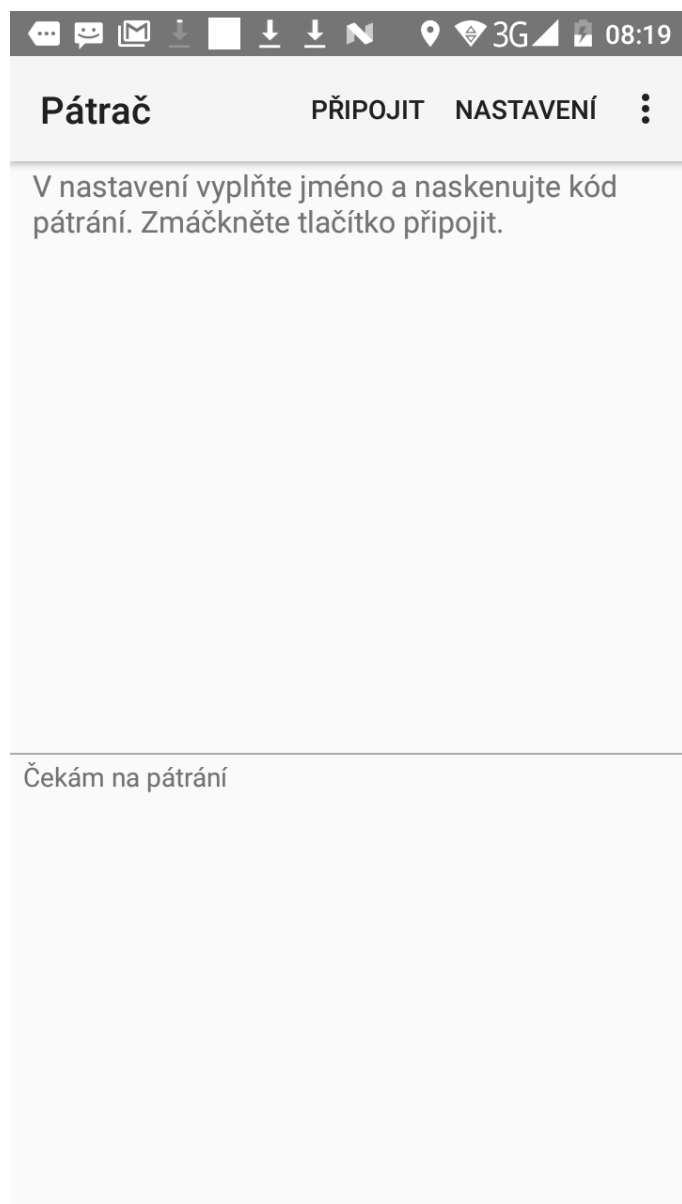 3G 08:19
Pátrač PŘIPOJIT NASTAVENÍ
V nastavení vyplňte jméno a naskenujte kód
pátrání. Zmáčkněte tlačítko připojit.
Čekám na pátrání